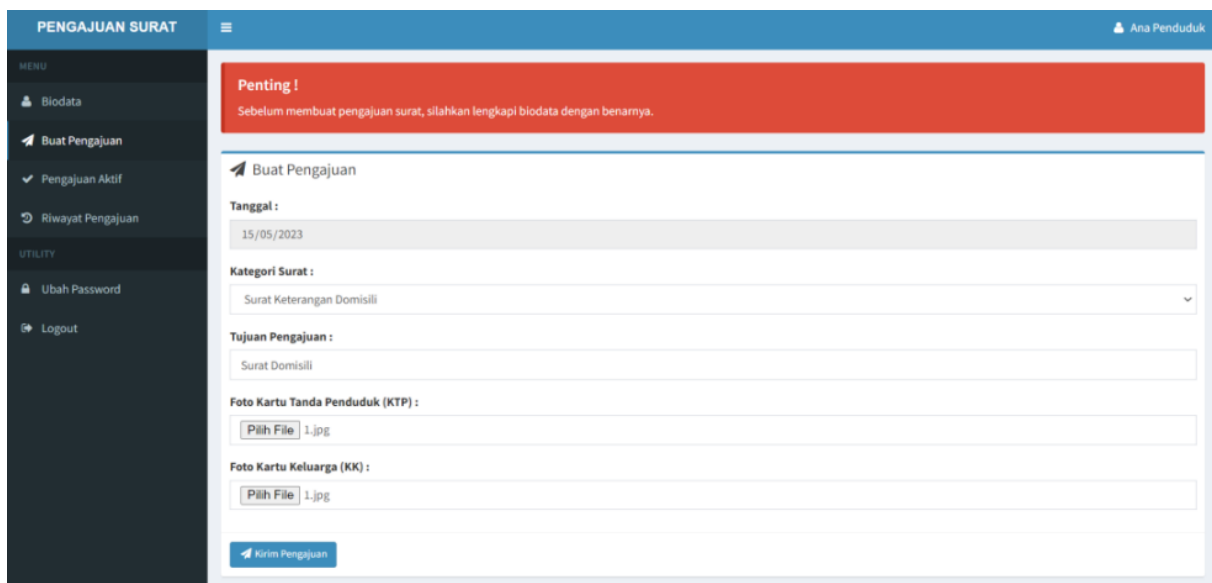 PENGAJUAN SURAT
Ana Penduduk
MENU
Biodata
Buat Pengajuan
Pengajuan Aktif
Riwayat Pengajuan
UTILITY
Ubah Password
Logout
Penting !
Sebelum membuat pengajuan surat, silahkan lengkapi biodata dengan benarnya.
Buat Pengajuan
Tanggal :
15/05/2023
Kategori Surat :
Surat Keterangan Domisili
Tujuan Pengajuan :
Surat Domisili
Foto Kartu Tanda Penduduk (KTP) :
Pilih File 1.jpg
Foto Kartu Keluarga (KK) :
Pilih File 1.jpg
Kirim Pengajuan